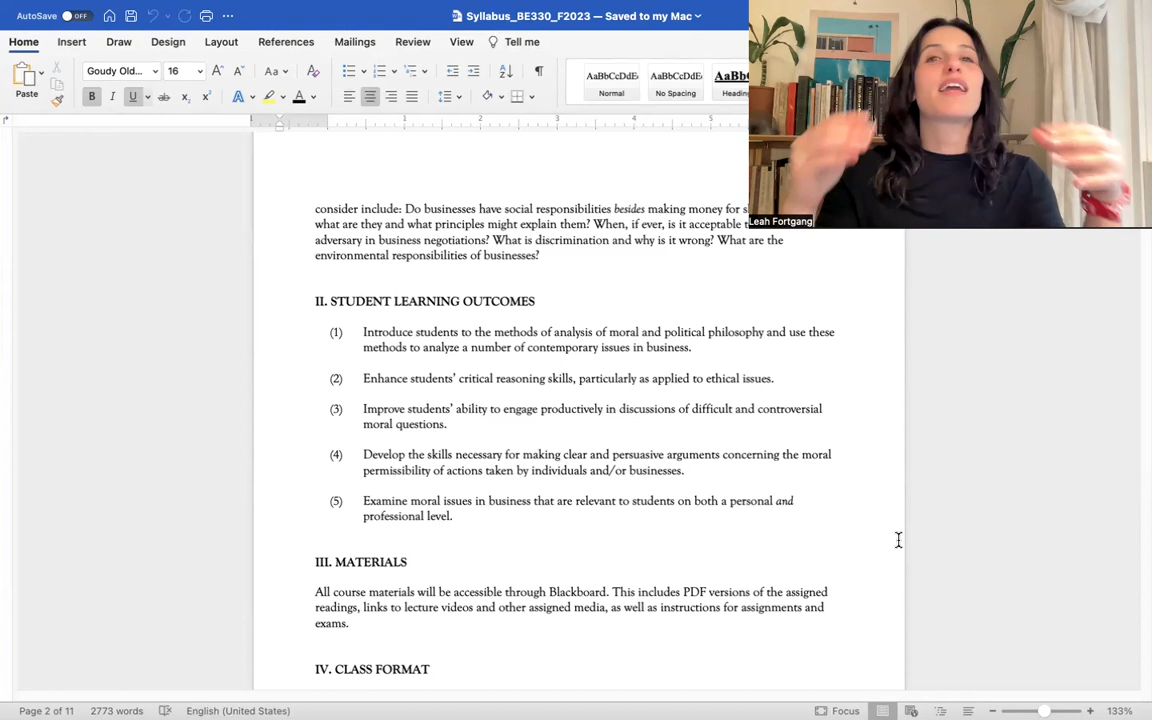 AutoSave OFF
Syllabus_BE330_F2023 — Saved to my Mac
Home Insert Draw Design Layout References Mailings Review View Tell me
Paste
Goudy Old... 16
AaBbCcDdE AaBbCcDdE AaBbC
Normal No Spacing Heading
1 2 3 4 5
Leah Fortgang
consider include: Do businesses have social responsibilities besides making money for
what are they and what principles might explain them? When, if ever, is it acceptable
adversary in business negotiations? What is discrimination and why is it wrong? What are the
environmental responsibilities of businesses?
II. STUDENT LEARNING OUTCOMES
(1) Introduce students to the methods of analysis of moral and political philosophy and use these
methods to analyze a number of contemporary issues in business.
(2) Enhance students' critical reasoning skills, particularly as applied to ethical issues.
(3) Improve students' ability to engage productively in discussions of difficult and controversial
moral questions.
(4) Develop the skills necessary for making clear and persuasive arguments concerning the moral
permissibility of actions taken by individuals and/or businesses.
(5) Examine moral issues in business that are relevant to students on both a personal and
professional level.
III. MATERIALS
All course materials will be accessible through Blackboard. This includes PDF versions of the assigned
readings, links to lecture videos and other assigned media, as well as instructions for assignments and
exams.
IV. CLASS FORMAT
Page 2 of 11 2773 words English (United States) Focus 133%